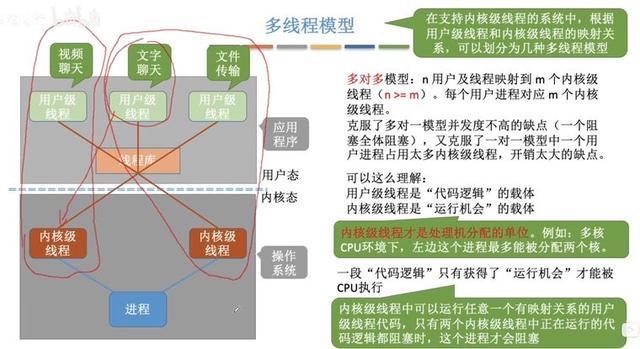 多线程模型
在支持内核级线程的系统中，根据
用户级线程和内核级线程的映射关
系，可以划分为几种多线程模型
视频
聊天
文字
聊天
文件
传输
用户级
线程
用户级
线程
用户级
线程
应用
程序
线程库
用户态
内核态
内核级
线程
内核级
线程
操作
系统
进程
多对多模型：n 用户及线程映射到 m 个内核级
线程（n >= m）。每个用户进程对应 m 个内核
级线程。
克服了多对一模型并发度不高的缺点（一个阻
塞全体阻塞），又克服了一对一模型中一个用
户进程占用太多内核级线程，开销太大的缺点。
可以这么理解：
用户级线程是“代码逻辑”的载体
内核级线程是“运行机会”的载体
内核级线程才是处理机分配的单位。例如：多核
CPU环境下，左边这个进程最多能被分配两个核。
一段“代码逻辑”只有获得了“运行机会”才能被
CPU执行
内核级线程中可以运行任意一个有映射关系的用户
级线程代码，只有两个内核级线程中正在运行的代
码逻辑都阻塞时，这个进程才会阻塞